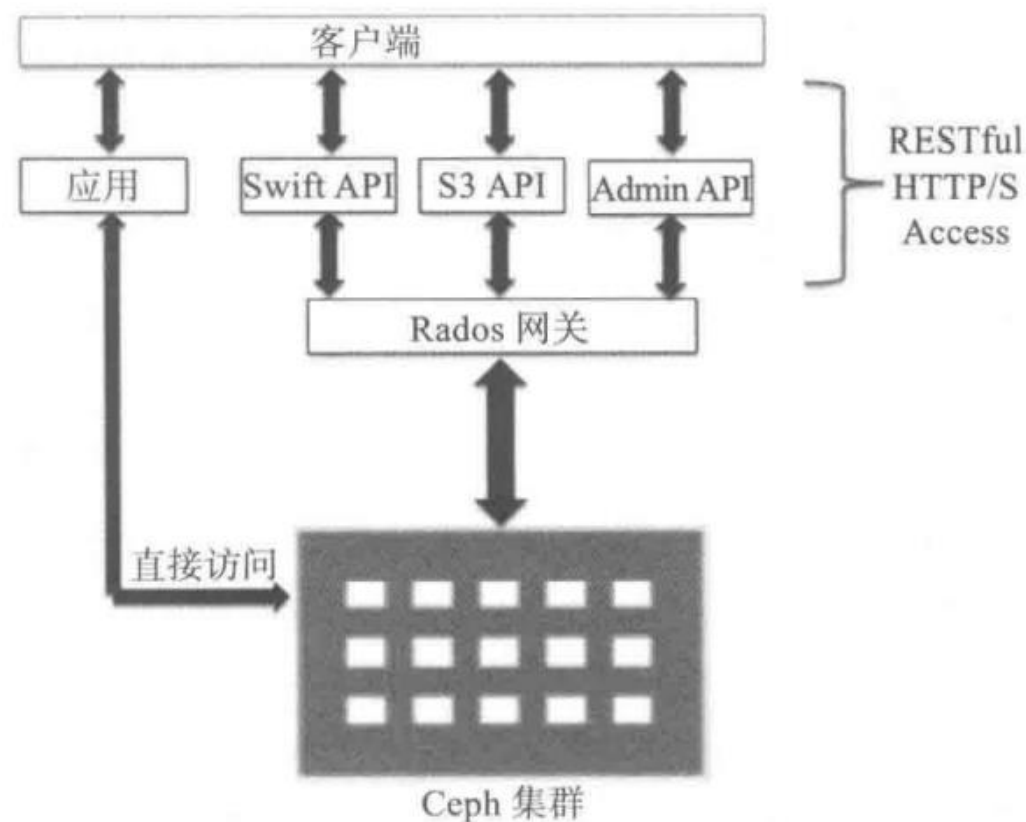 客户端
应用
Swift API
S3 API
Admin API
RESTful
HTTP/S
Access
Rados 网关
直接访问
Ceph 集群